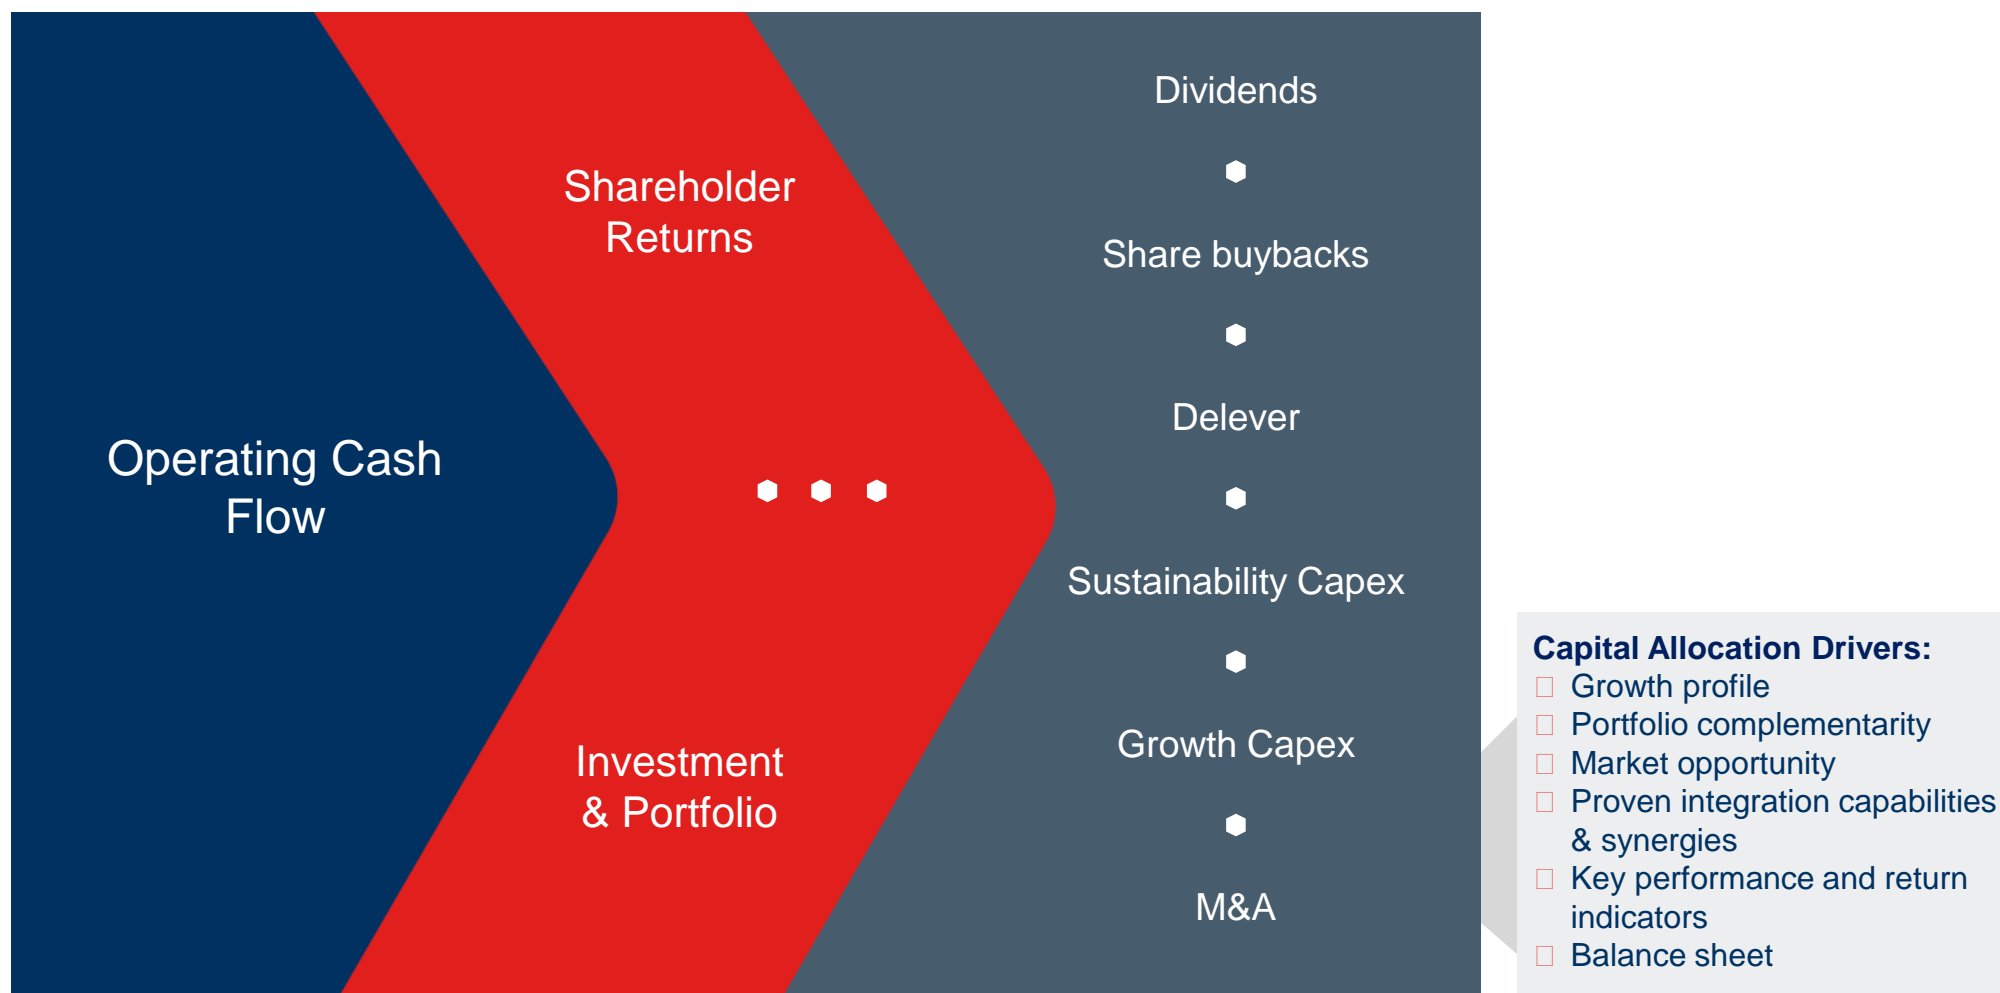 Operating Cash
Flow
Shareholder
Returns
Investment
& Portfolio
Dividends
Share buybacks
Delever
Sustainability Capex
Growth Capex
M&A
Capital Allocation Drivers:
Growth profile
Portfolio complementarity
Market opportunity
Proven integration capabilities
& synergies
Key performance and return
indicators
Balance sheet